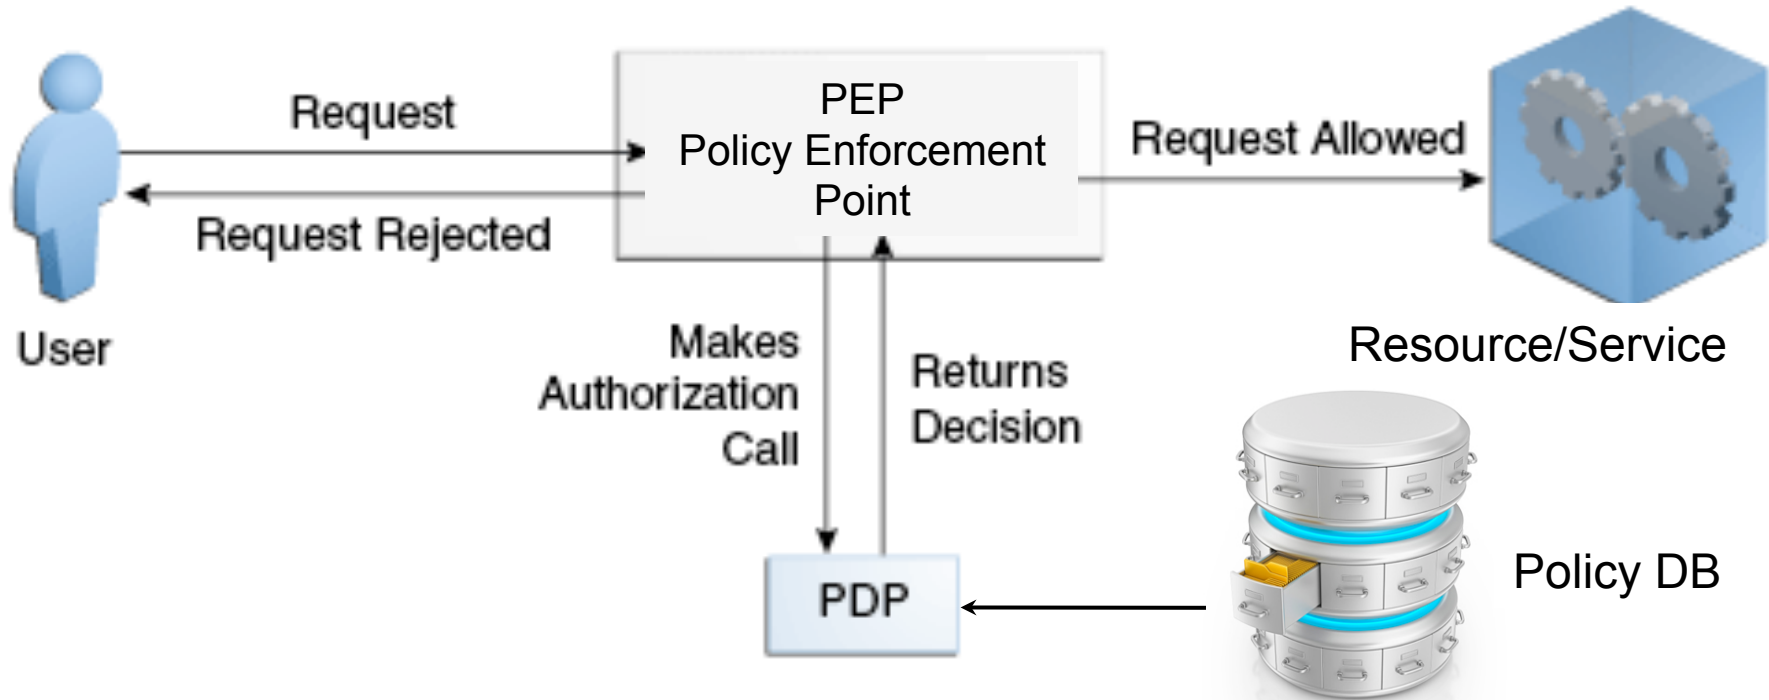 Request
PEP
Policy Enforcement
Point
Request Allowed
Request Rejected
User
Makes
Authorization
Call
Returns
Decision
Resource/Service
PDP
Policy DB